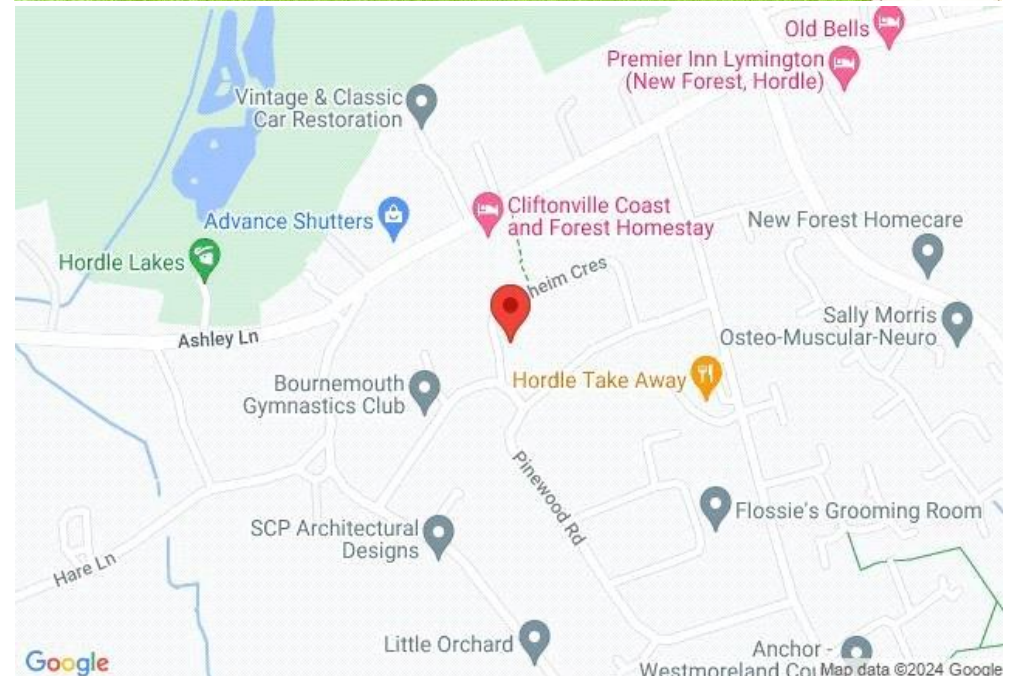 Old Bells
Premier Inn Lymington
(New Forest, Hordle)
Vintage & Classic
Car Restoration
Cliftonville Coast
and Forest Homestay
Advance Shutters
New Forest Homecare
Hordle Lakes
heim Cres
Sally Morris
Osteo-Muscular-Neuro
Ashley Ln
Hordle Take Away
Bournemouth
Gymnastics Club
Pinewood Rd
Flossie's Grooming Room
SCP Architectural
Designs
Hare Ln
Little Orchard
Anchor -
Westmoreland
Google
Map data ©2024 Google